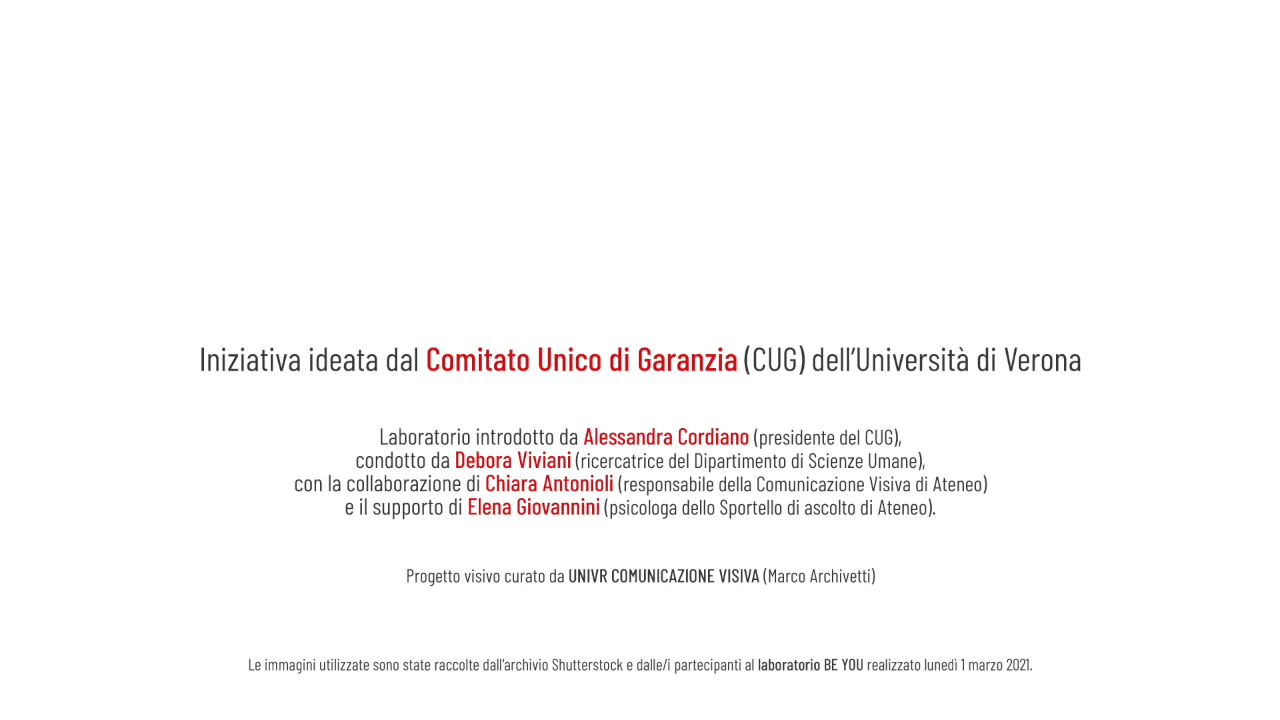 Iniziativa ideata dal Comitato Unico di Garanzia (CUG) dell’Università di Verona
Laboratorio introdotto da Alessandra Cordiano (presidente del CUG),
condotto da Debora Viviani (ricercatrice del Dipartimento di Scienze Umane),
con la collaborazione di Chiara Antonioli (responsabile della Comunicazione Visiva di Ateneo)
e il supporto di Elena Giovannini (psicologa dello Sportello di ascolto di Ateneo).
Progetto visivo curato da UNIVR COMUNICAZIONE VISIVA (Marco Archivetti)
Le immagini utilizzate sono state raccolte dall'archivio Shutterstock e dalle/i partecipanti al laboratorio BE YOU realizzato lunedì 1 marzo 2021.